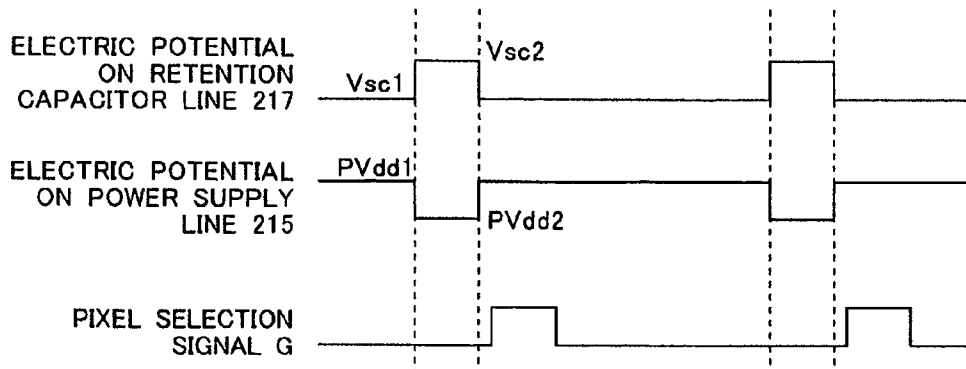 ELECTRIC POTENTIAL
ON RETENTION
CAPACITOR LINE 217
Vsc1
Vsc2
ELECTRIC POTENTIAL
ON POWER SUPPLY
LINE 215
PVdd1
PVdd2
PIXEL SELECTION
SIGNAL G